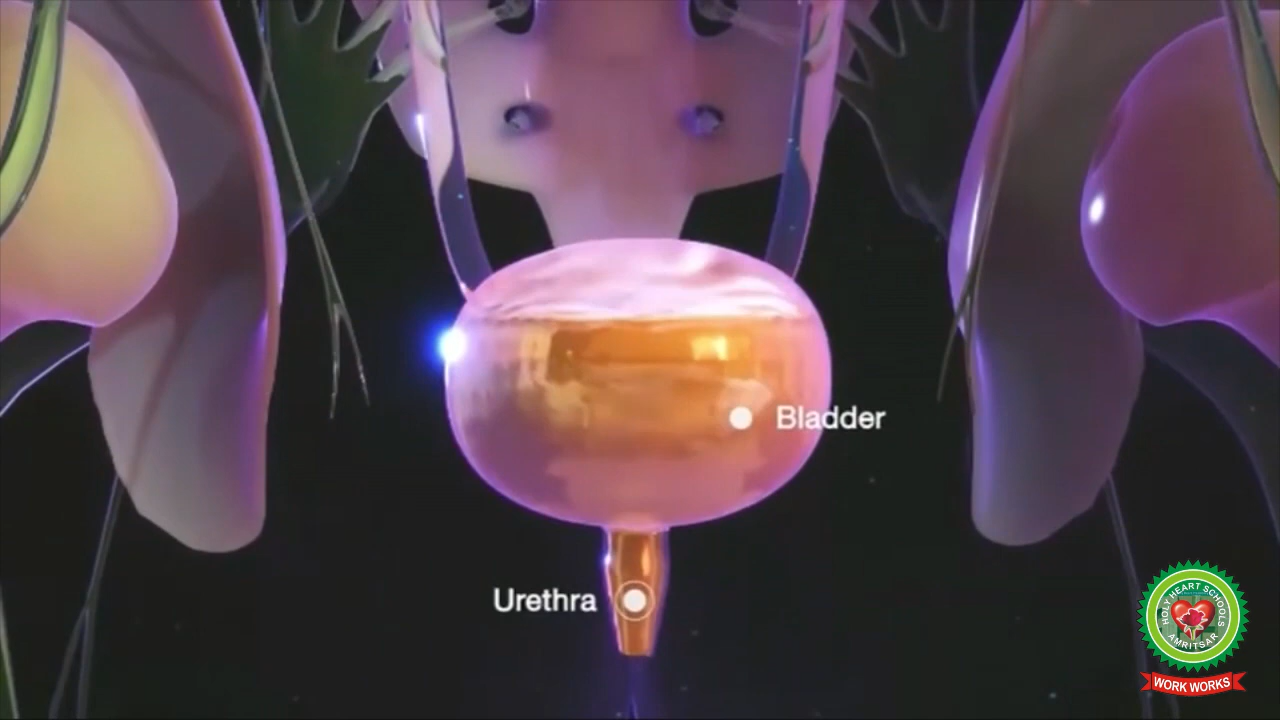 Bladder
Urethra
HOLY HEART SCHOOLS
AMRITSAR
WORK WORKS